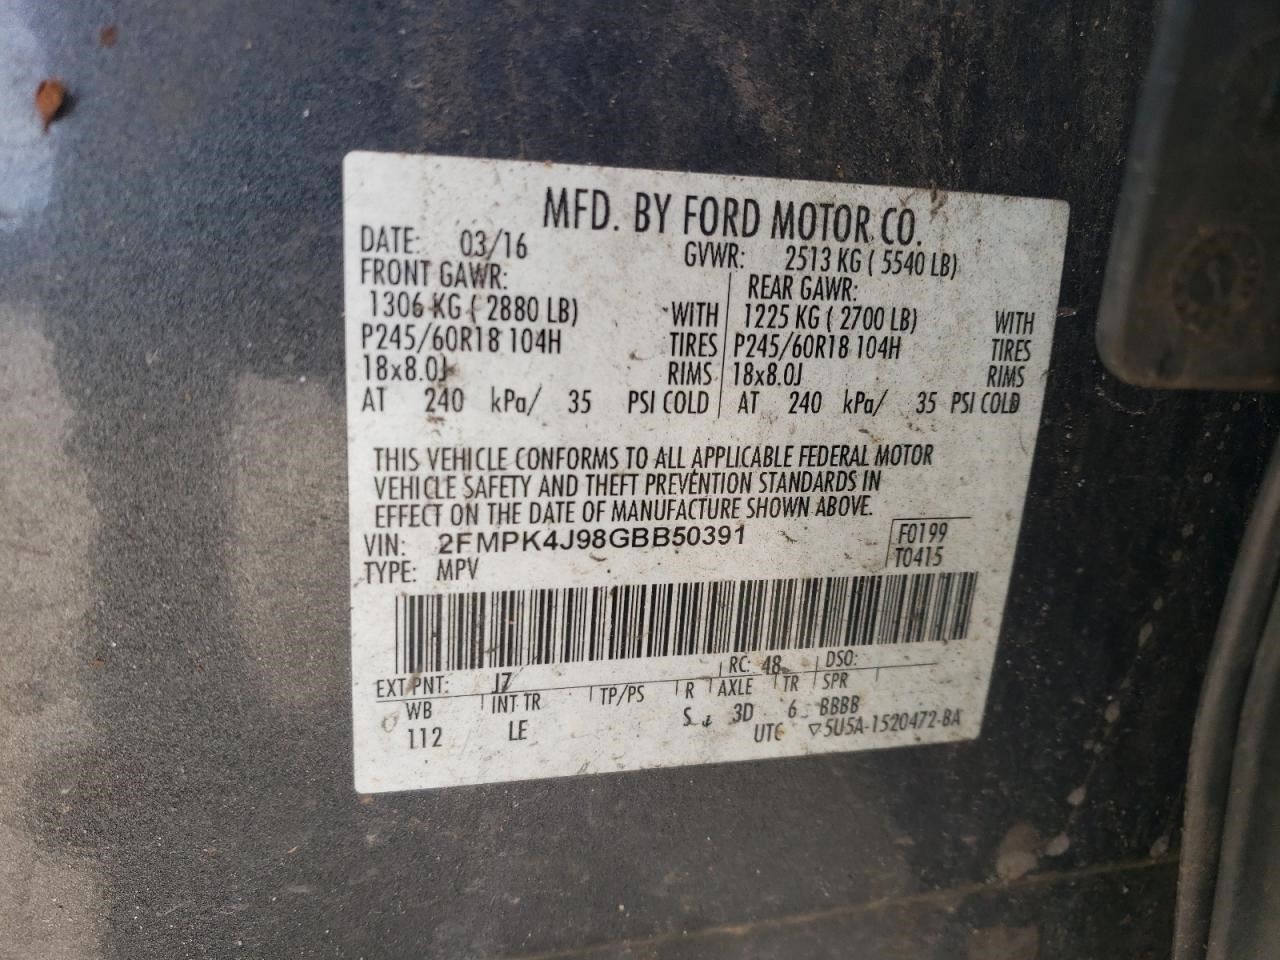 MFD. BY FORD MOTOR CO.
DATE: 03/16 GVWR: 2513 KG ( 5540 LB)
FRONT GAWR: REAR GAWR:
1306 KG ( 2880 LB) WITH 1225 KG ( 2700 LB) WITH
P245/60R18 104H TIRES P245/60R18 104H TIRES
18x8.0J RIMS 18x8.0J RIMS
AT 240 kPa/ 35 PSI COLD AT 240 kPa/ 35 PSI COLD
THIS VEHICLE CONFORMS TO ALL APPLICABLE FEDERAL MOTOR
VEHICLE SAFETY AND THEFT PREVENTION STANDARDS IN
EFFECT ON THE DATE OF MANUFACTURE SHOWN ABOVE.
VIN: 2FMPK4J98GBB50391 F0199
TYPE: MPV T0415
EXT PNT: J7 RC: 48 DSO:
WB INT TR TP/PS R AXLE TR SPR
112 LE S 3D 6 BBBB
UTC ▽5U5A-1520472-BA